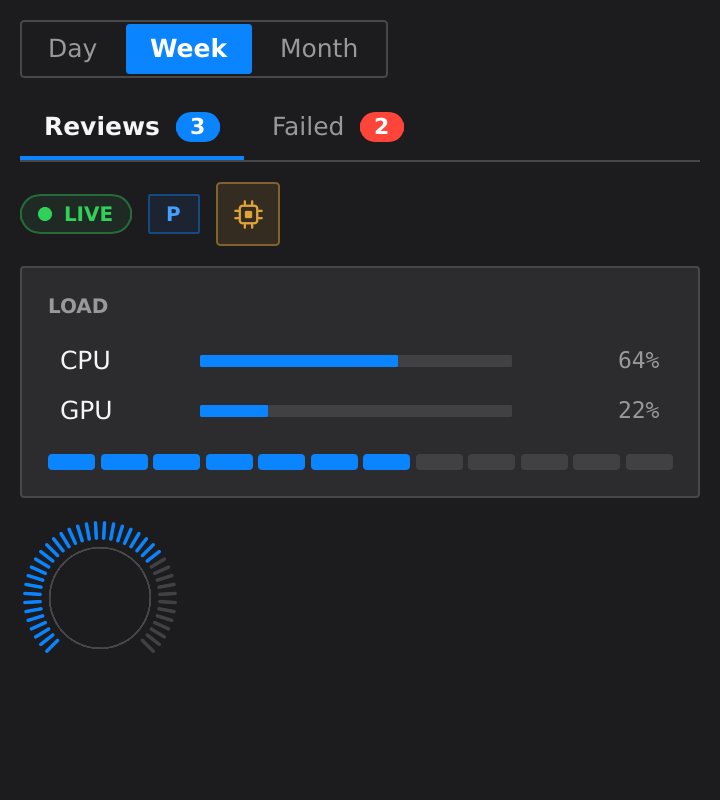 Day Week Month
Reviews 3 Failed 2
LIVE P
LOAD
CPU 64%
GPU 22%